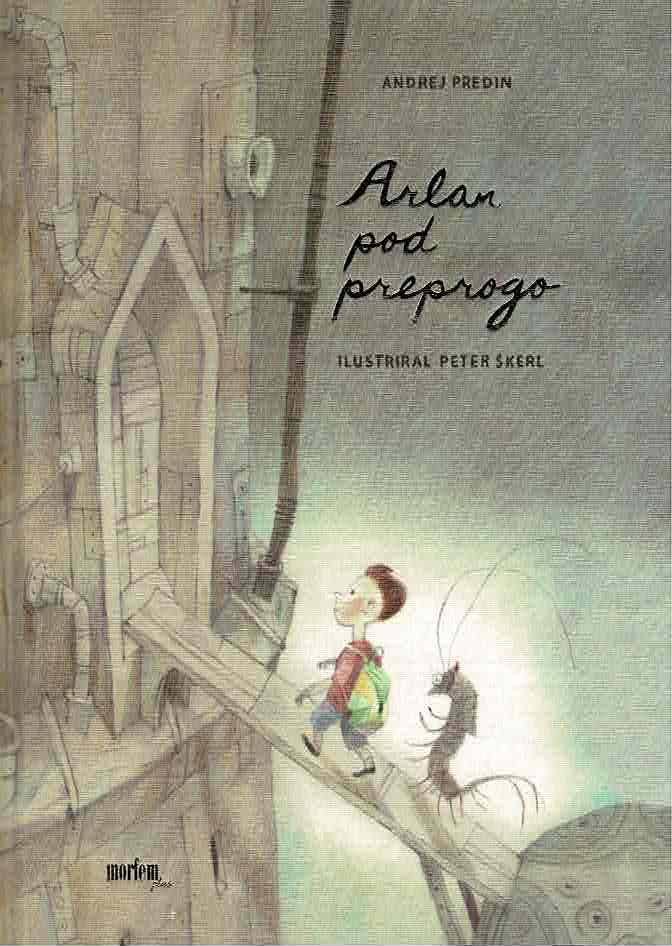 ANDREJ PREDIN
Arlan
pod
preprogo
ILUSTRIRAL PETER ŠKERL
morfem
plus